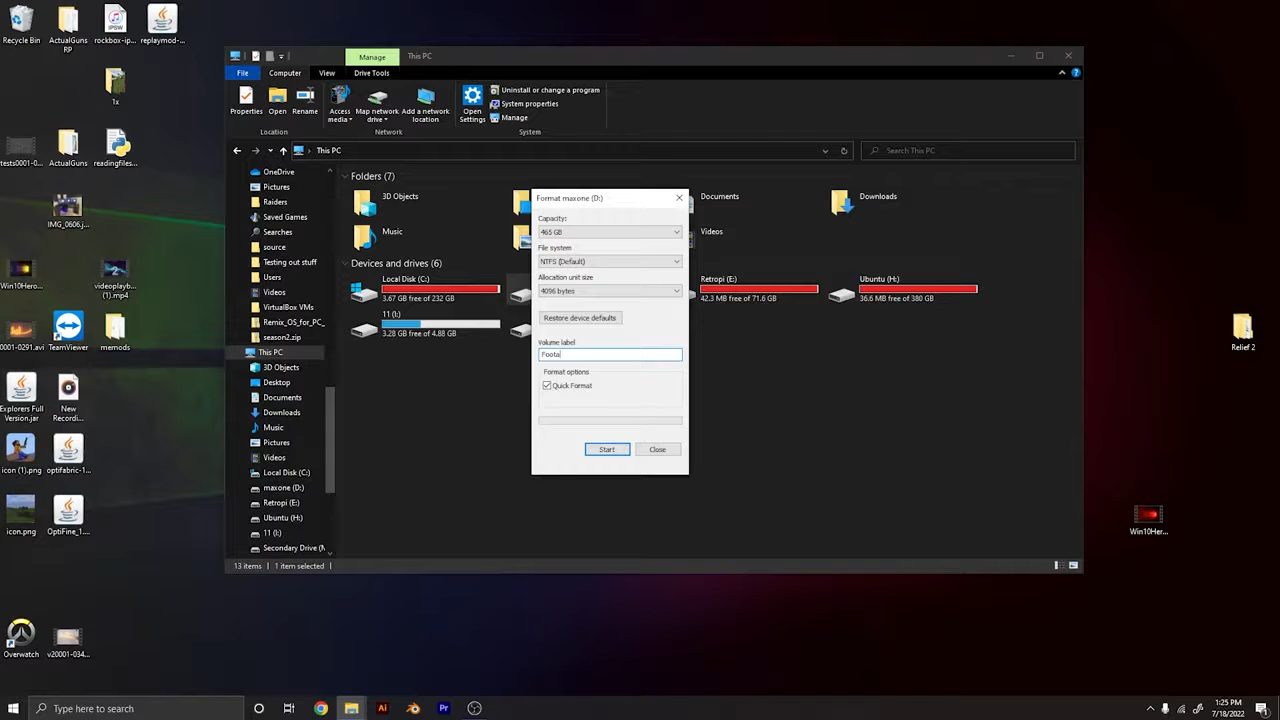 Recycle Bin
ActualGuns
RP
rockbox-ip...
replaymod-...
1x
tests0001-0...
ActualGuns
readingfiles...
IMG_0606.j...
Win10Hero...
videoplayb...
(1).mp4
0001-0291.avi
TeamViewer
memods
Explorers Full
Version.jar
New
Recordi...
icon (1).png
optifabric-1...
icon.png
OptiFine_1....
Overwatch
v20001-034...
Relief 2
Win10Her...
Manage
This PC
File
Computer
View
Drive Tools
Properties
Open
Rename
Access
media
Map network
drive
Add a network
location
Open
Settings
Uninstall or change a program
System properties
Manage
Location
Network
System
This PC
Search This PC
OneDrive
Pictures
Raiders
Saved Games
Searches
source
Testing out stuff
Users
Videos
VirtualBox VMs
Remix_OS_for_PC_
season2.zip
This PC
3D Objects
Desktop
Documents
Downloads
Music
Pictures
Videos
Local Disk (C:)
maxone (D:)
Retropi (E:)
Ubuntu (H:)
11 (I:)
Secondary Drive (M
Folders (7)
3D Objects
Documents
Downloads
Music
Videos
Devices and drives (6)
Local Disk (C:)
3.67 GB free of 232 GB
Retropi (E:)
42.3 MB free of 71.6 GB
Ubuntu (H:)
36.6 MB free of 380 GB
11 (I:)
3.28 GB free of 4.88 GB
Format maxone (D:)
Capacity:
465 GB
File system
NTFS (Default)
Allocation unit size
4096 bytes
Restore device defaults
Volume label
Foota
Format options
Quick Format
Start
Close
13 items
1 item selected
Type here to search
Ai
Pr
1:25 PM
7/18/2022